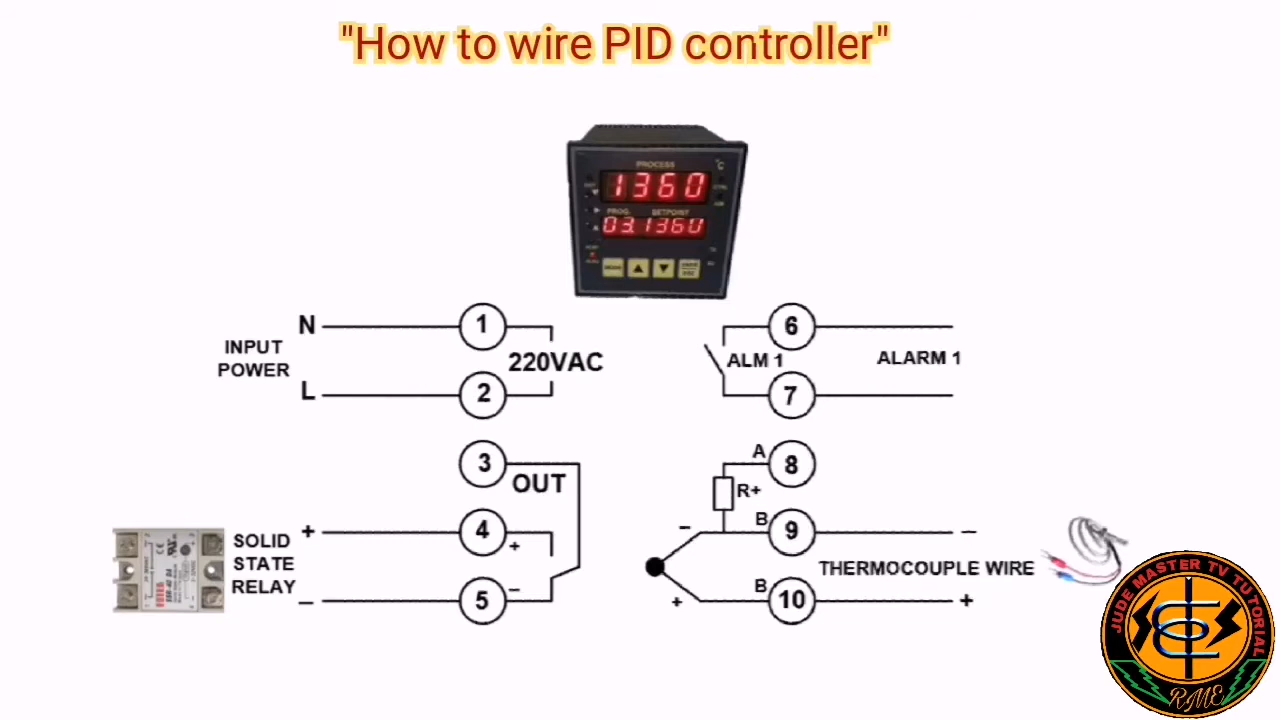 "How to wire PID controller"
PROCESS
°C
1360
PROG. SETPOINT
03.1360
N
1
6
INPUT
POWER
220VAC
ALM 1
ALARM 1
L
2
7
3
OUT
A
8
R+
+
4
+
–
B
9
–
SOLID
STATE
RELAY
THERMOCOUPLE WIRE
–
5
–
+
B
10
+
JUDE MASTER TV TUTORIAL
RME